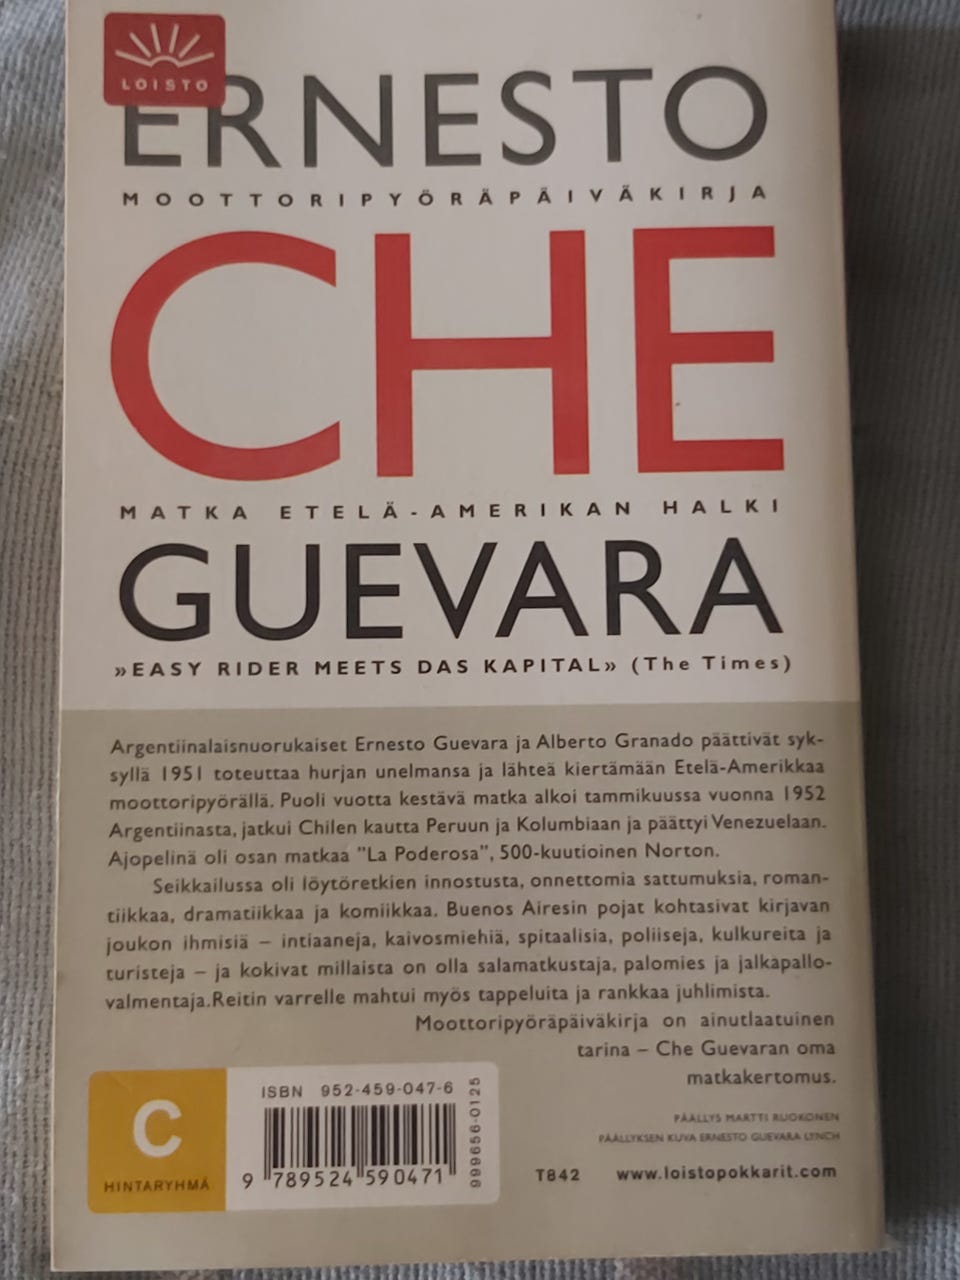 LOISTO
ERNESTO
MOOTTORIPYÖRÄPÄIVÄKIRJA
CHE
MATKA ETELÄ-AMERIKAN HALKI
GUEVARA
»EASY RIDER MEETS DAS KAPITAL» (The Times)
Argentiinalaisnuorukaiset Ernesto Guevara ja Alberto Granado päättivät syk-
syllä 1951 toteuttaa hurjan unelmansa ja lähteä kiertämään Etelä-Amerikkaa
moottoripyörällä. Puoli vuotta kestävä matka alkoi tammikuussa vuonna 1952
Argentiinasta, jatkui Chilen kautta Peruun ja Kolumbiaan ja päättyi Venezuelaan.
Ajopelinä oli osan matkaa "La Poderosa", 500-kuutioinen Norton.
Seikkailussa oli löytöretkien innostusta, onnettomia sattumuksia, roman-
tiikkaa, dramatiikkaa ja komiikkaa. Buenos Airesin pojat kohtasivat kirjavan
joukon ihmisiä – intiaaneja, kaivosmiehiä, spitaalisia, poliiseja, kulkureita ja
turisteja – ja kokivat millaista on olla salamatkustaja, palomies ja jalkapallo-
valmentaja.Reitin varrelle mahtui myös tappeluita ja rankkaa juhlimista.
Moottoripyöräpäiväkirja on ainutlaatuinen
tarina – Che Guevaran oma
matkakertomus.
PÄÄLLYS MARTTI RUOKONEN
PÄÄLLYKSEN KUVA ERNESTO GUEVARA LYNCH
T842 www.loistopokkarit.com
C
HINTARYHMÄ
ISBN 952-459-047-6
9 789524 590471
999656-0125